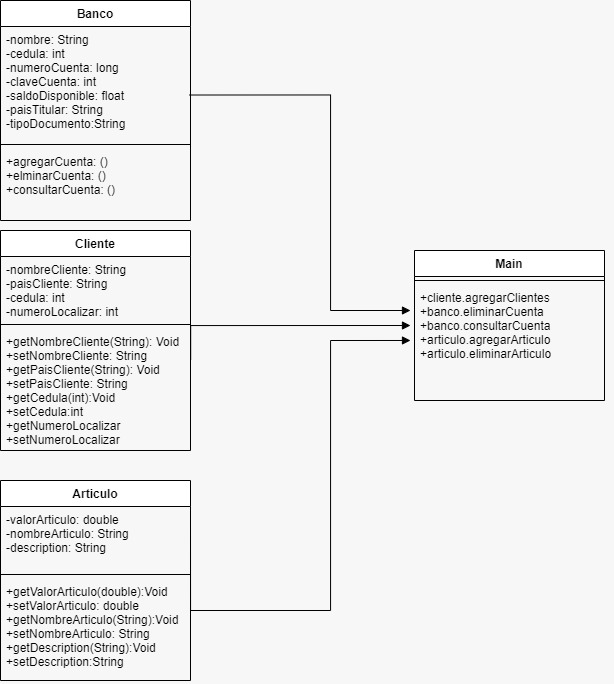 Banco
-nombre: String
-cedula: int
-numeroCuenta: long
-claveCuenta: int
-saldoDisponible: float
-paisTitular: String
-tipoDocumento:String
+agregarCuenta: ()
+elminarCuenta: ()
+consultarCuenta: ()
Cliente
-nombreCliente: String
-paisCliente: String
-cedula: int
-numeroLocalizar: int
+getNombreCliente(String): Void
+setNombreCliente: String
+getPaisCliente(String): Void
+setPaisCliente: String
+getCedula(int):Void
+setCedula:int
+getNumeroLocalizar
+setNumeroLocalizar
Main
+cliente.agregarClientes
+banco.eliminarCuenta
+banco.consultarCuenta
+articulo.agregarArticulo
+articulo.eliminarArticulo
Articulo
-valorArticulo: double
-nombreArticulo: String
-description: String
+getValorArticulo(double):Void
+setValorArticulo: double
+getNombreArticulo(String):Void
+setNombreArticulo: String
+getDescription(String):Void
+setDescription:String